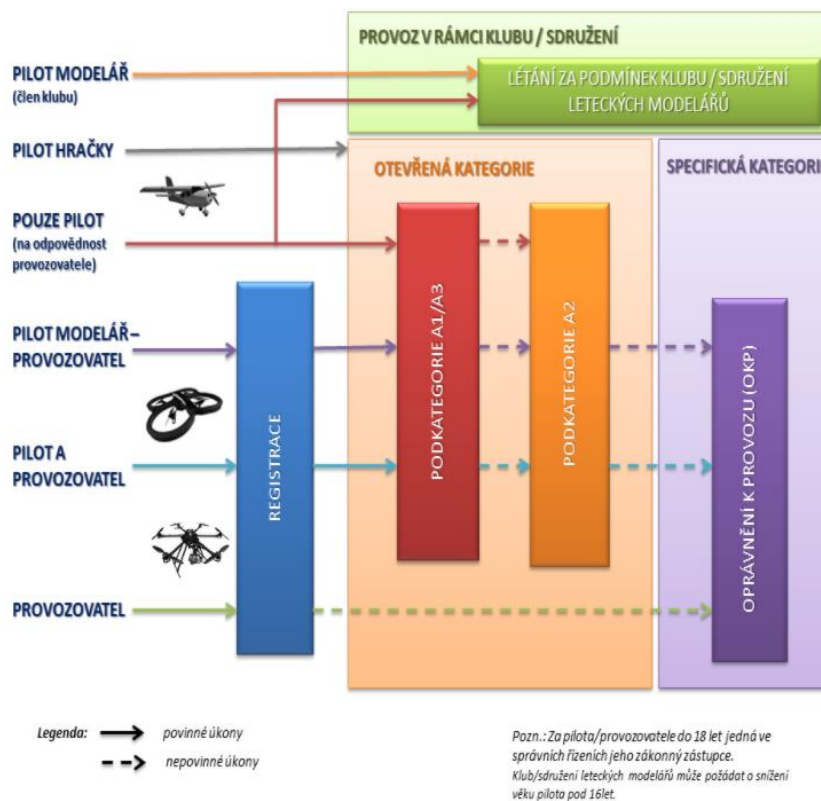 PROVOZ V RÁMCI KLUBU / SDRUŽENÍ
PILOT MODELÁŘ
(člen klubu)
LÉTÁNÍ ZA PODMÍNEK KLUBU / SDRUŽENÍ
LETECKÝCH MODELÁŘŮ
PILOT HRAČKY
OTEVŘENÁ KATEGORIE
SPECIFICKÁ KATEGORI
POUZE PILOT
(na odpovědnost
provozovatele)
PILOT MODELÁŘ –
PROVOZOVATEL
PILOT A
PROVOZOVATEL
PROVOZOVATEL
REGISTRACE
PODKATEGORIE A1/A3
PODKATEGORIE A2
OPRÁVNĚNÍ K PROVOZU (OKP)
Legenda:
povinné úkony
nepovinné úkony
Pozn.: Za pilota/provozovatele do 18 let jedná ve
správních řízeních jeho zákonný zástupce.
Klub/sdružení leteckých modelářů může požádat o snížení
věku pilota pod 16let.